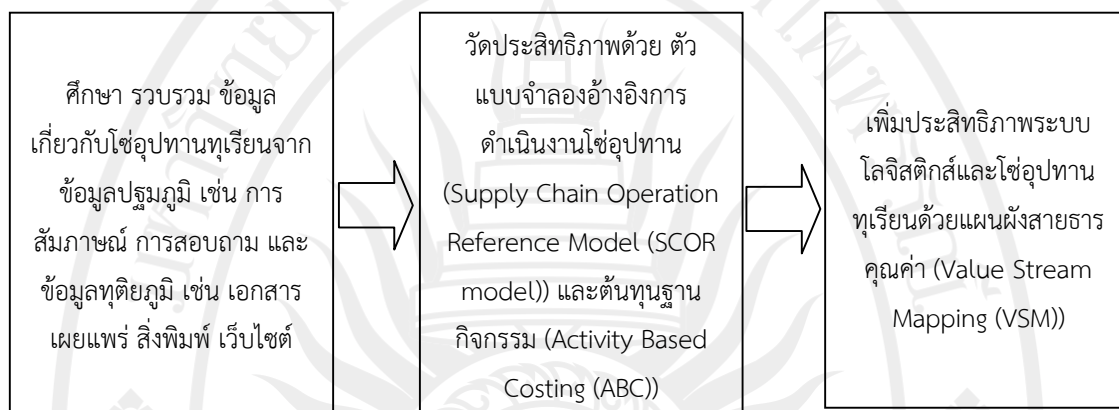 ศึกษา รวบรวม ข้อมูล
เกี่ยวกับโซ่อุปทานทุเรียนจาก
ข้อมูลปฐมภูมิ เช่น การ
สัมภาษณ์ การสอบถาม และ
ข้อมูลทุติยภูมิ เช่น เอกสาร
เผยแพร่ สิ่งพิมพ์ เว็บไซต์
วัดประสิทธิภาพด้วย ตัว
แบบจำลองอ้างอิงการ
ดำเนินงานโซ่อุปทาน
(Supply Chain Operation
Reference Model (SCOR
model)) และต้นทุนฐาน
กิจกรรม (Activity Based
Costing (ABC))
เพิ่มประสิทธิภาพระบบ
โลจิสติกส์และโซ่อุปทาน
ทุเรียนด้วยแผนผังสายธาร
คุณค่า (Value Stream
Mapping (VSM))